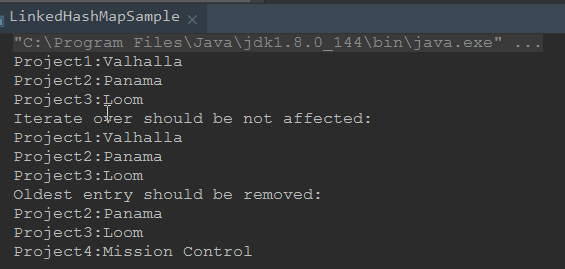 LinkedHashMapSample
"C:\Program Files\Java\jdk1.8.0_144\bin\java.exe" ...
Project1:Valhalla
Project2:Panama
Project3:Loom
Iterate over should be not affected:
Project1:Valhalla
Project2:Panama
Project3:Loom
Oldest entry should be removed:
Project2:Panama
Project3:Loom
Project4:Mission Control